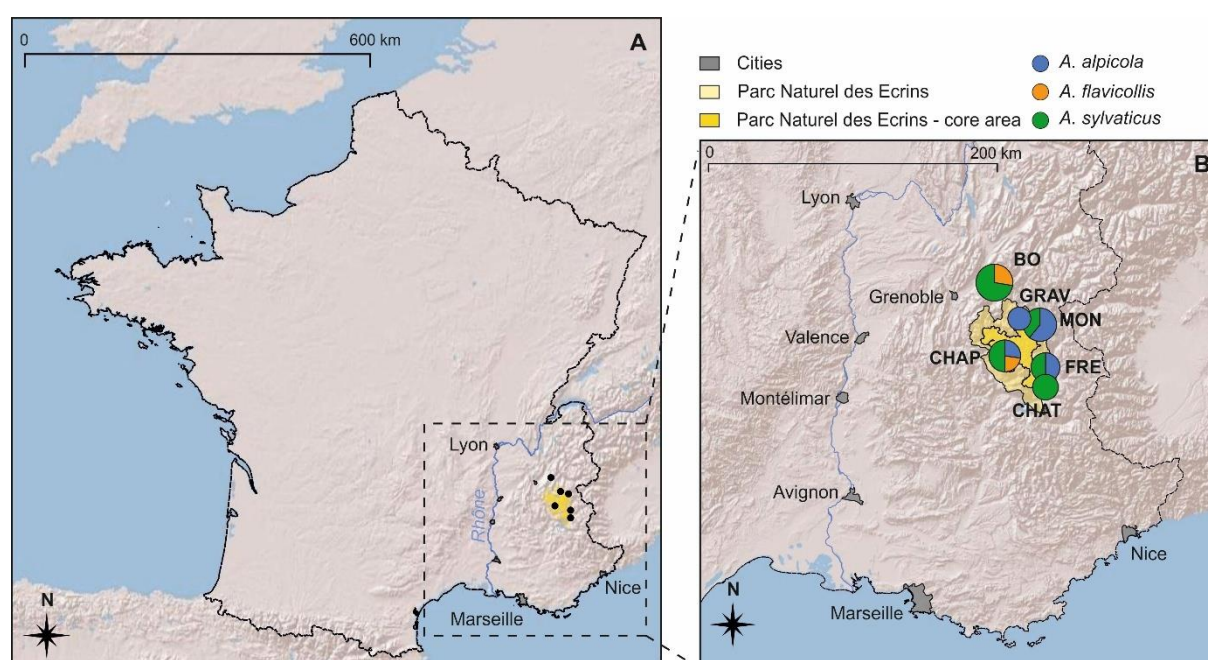 0
600 km
A
Lyon
Rhône
Nice
Marseille
N
Cities
Parc Naturel des Ecrins
Parc Naturel des Ecrins - core area
A. alpicola
A. flavicollis
A. sylvaticus
0
200 km
B
Lyon
BO
GRAV
Grenoble
MON
Valence
CHAP
FRE
Montélimar
CHAT
Avignon
Nice
Marseille
N